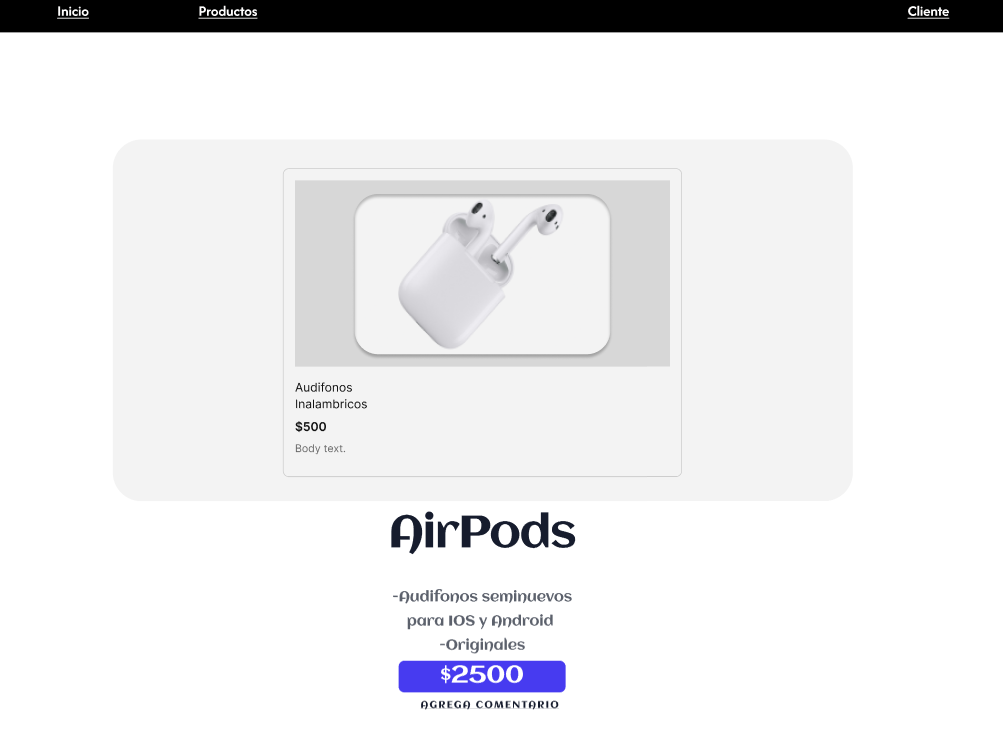 Inicio
Productos
Cliente
Audifonos
Inalambricos
$500
Body text.
AirPods
-Audifonos seminuevos
para IOS y Android
-Originales
$2500
AGREGA COMENTARIO